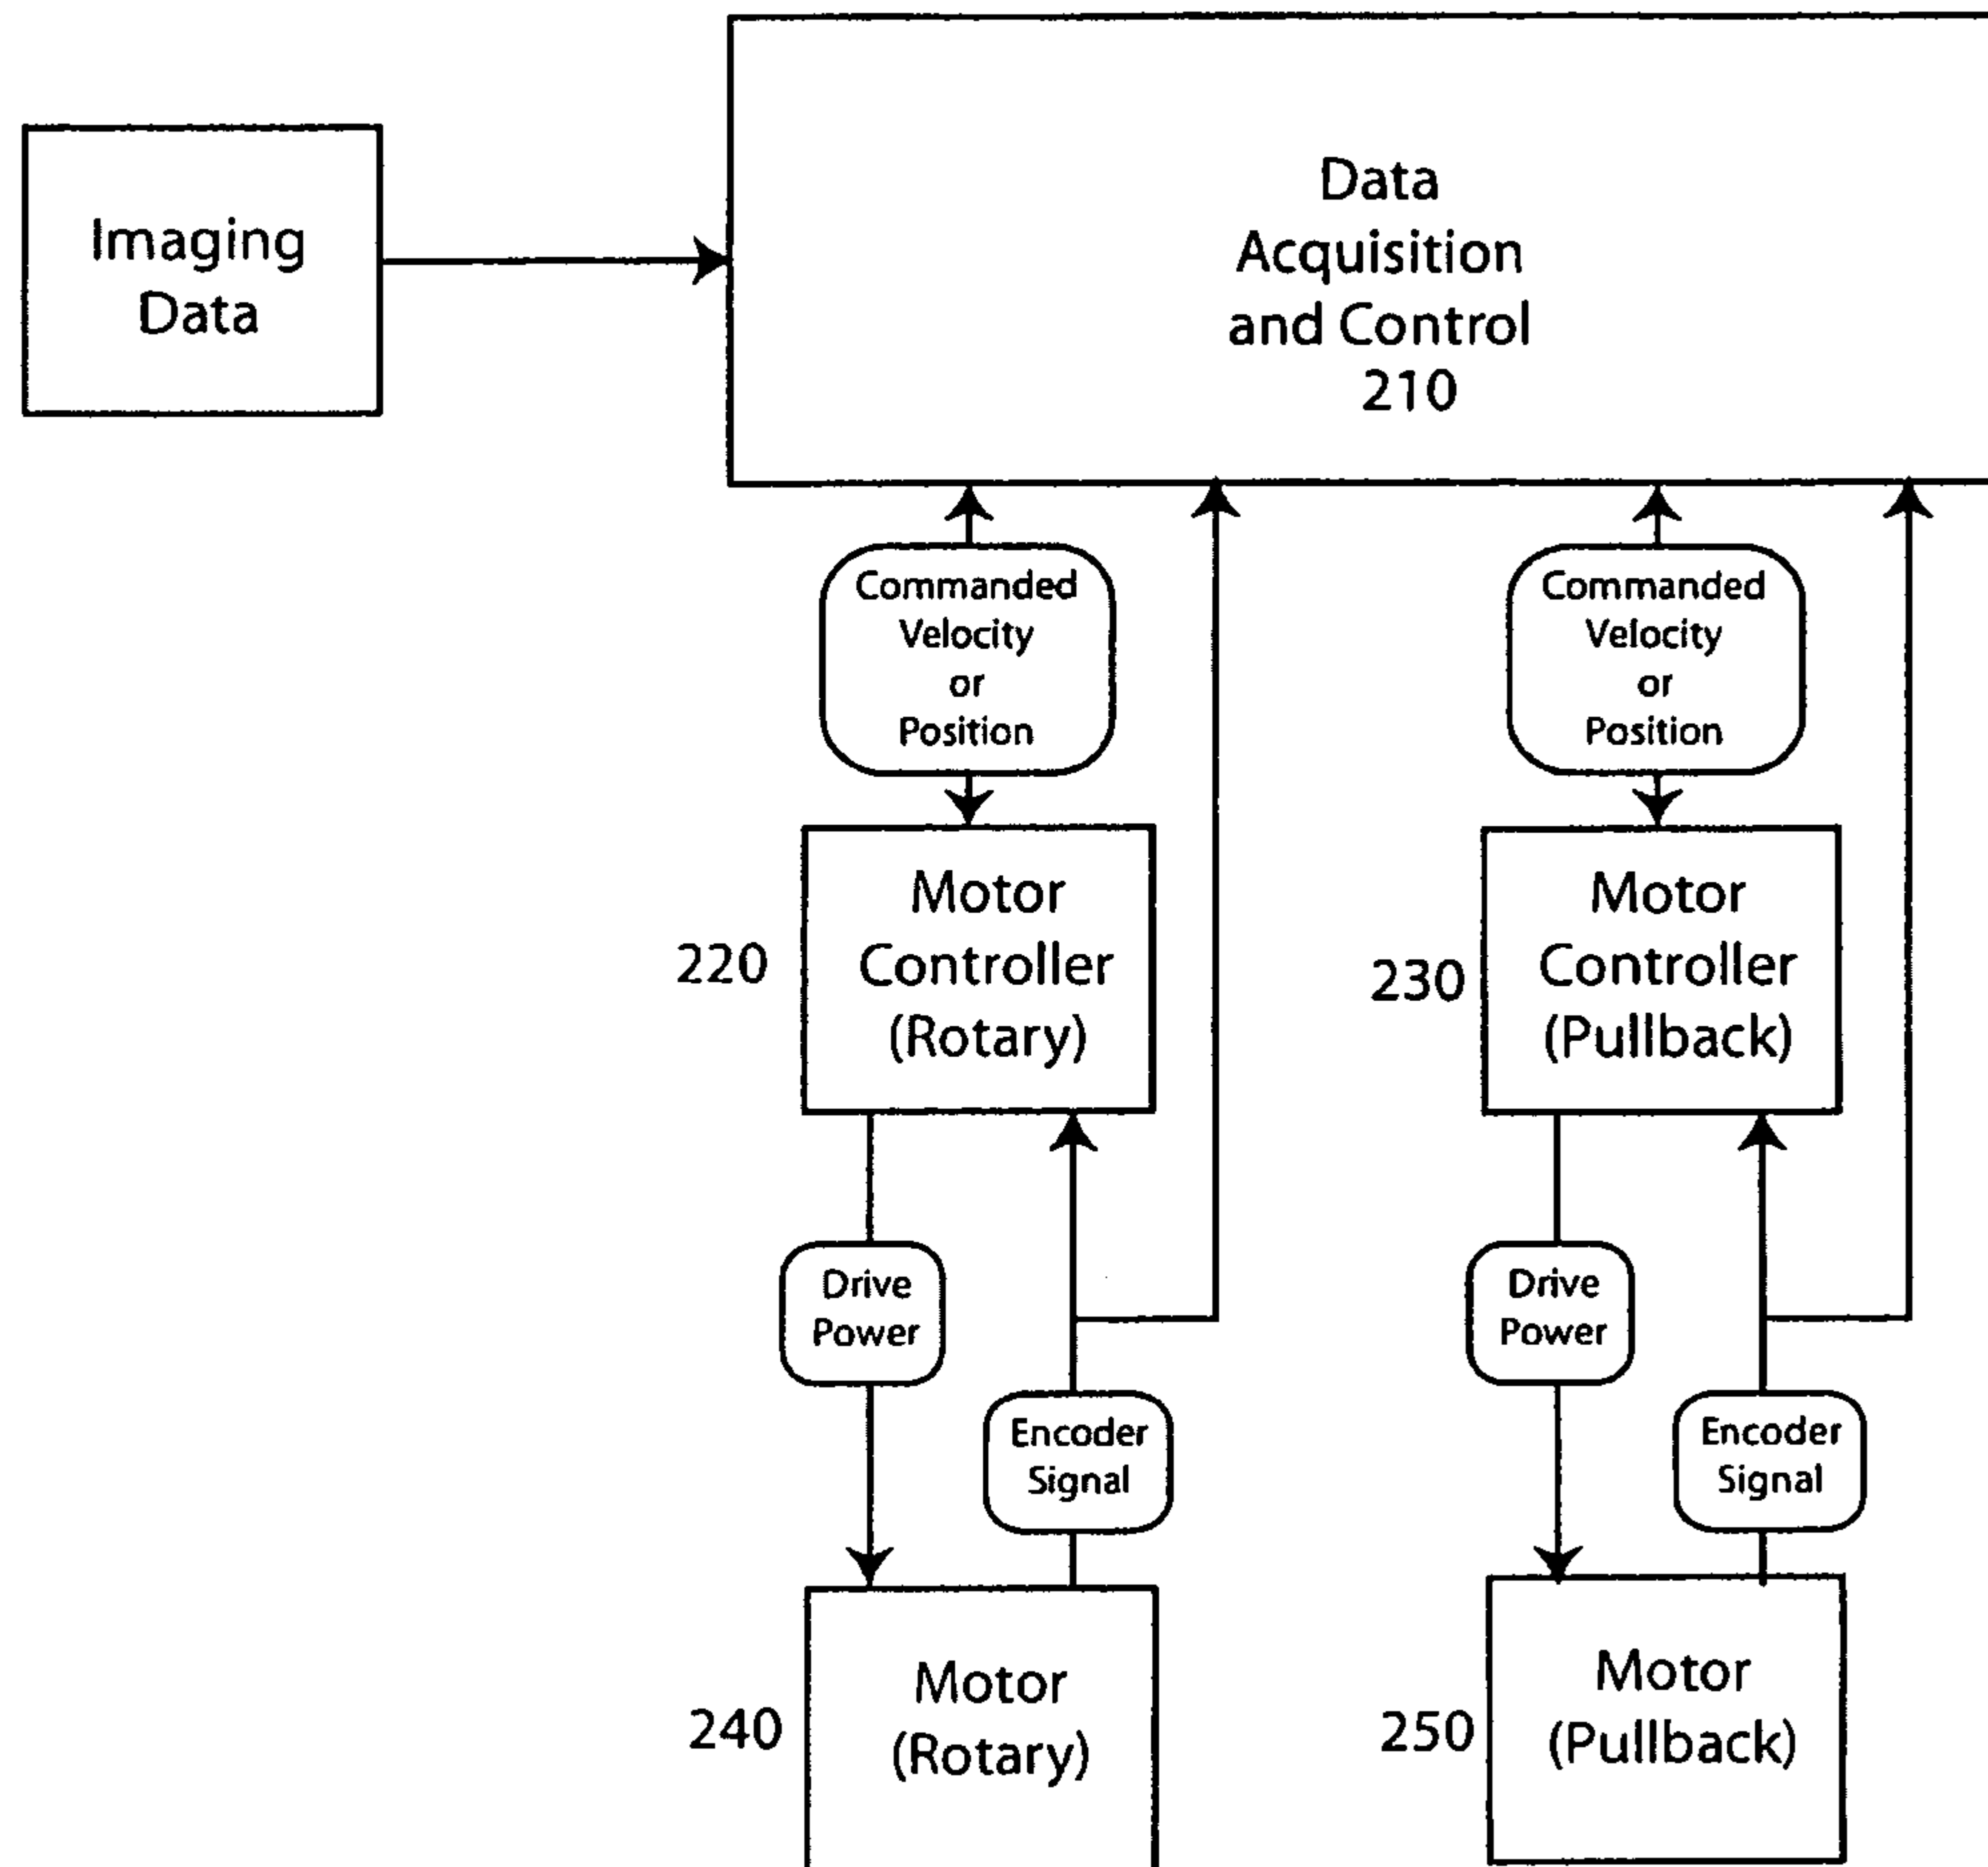 Imaging
Data
Data
Acquisition
and Control
210
Commanded
Velocity
or
Position
Commanded
Velocity
or
Position
220
Motor
Controller
(Rotary)
230
Motor
Controller
(Pullback)
Drive
Power
Encoder
Signal
Drive
Power
Encoder
Signal
240
Motor
(Rotary)
250
Motor
(Pullback)